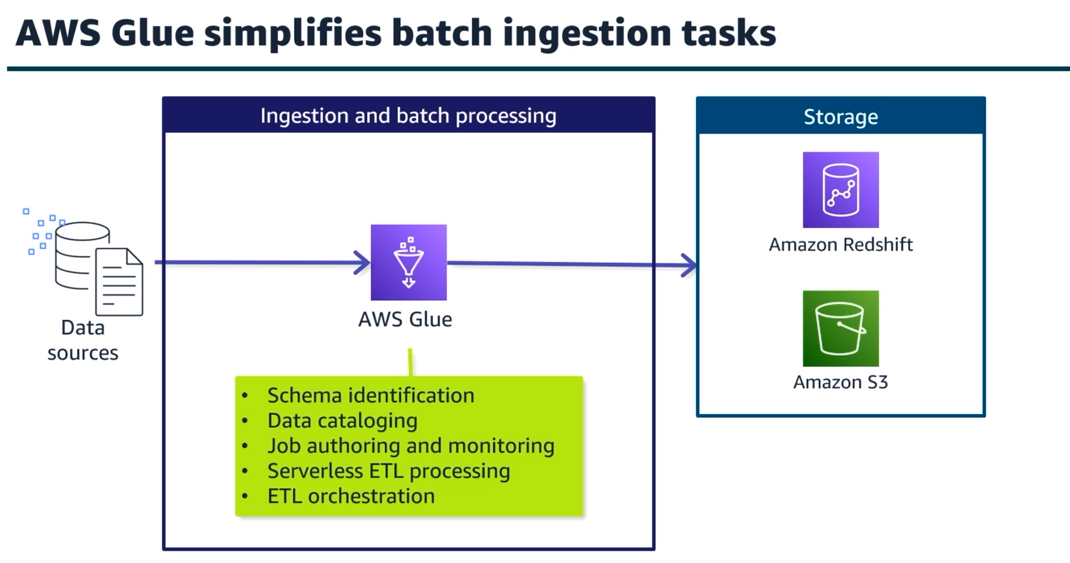 AWS Glue simplifies batch ingestion tasks
Ingestion and batch processing
Storage
Data
sources
AWS Glue
• Schema identification
• Data cataloging
• Job authoring and monitoring
• Serverless ETL processing
• ETL orchestration
Amazon Redshift
Amazon S3